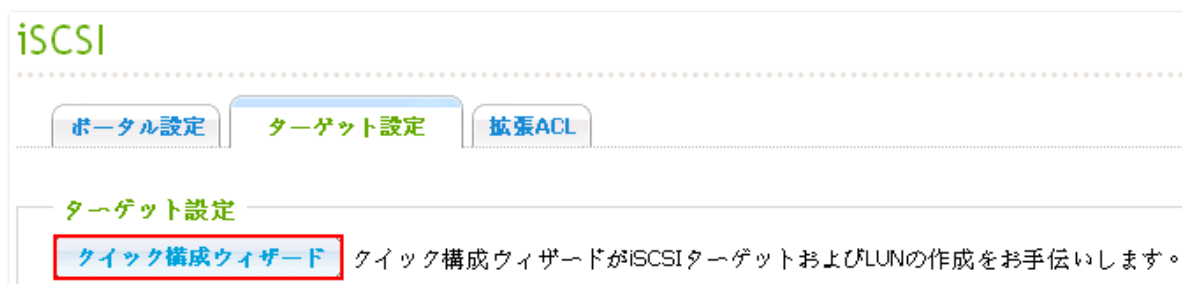 iSCSI
ポータル設定 ターゲット設定 拡張ACL
ターゲット設定
クイック構成ウィザード クイック構成ウィザードがiSCSIターゲットおよびLUNの作成をお手伝いします。